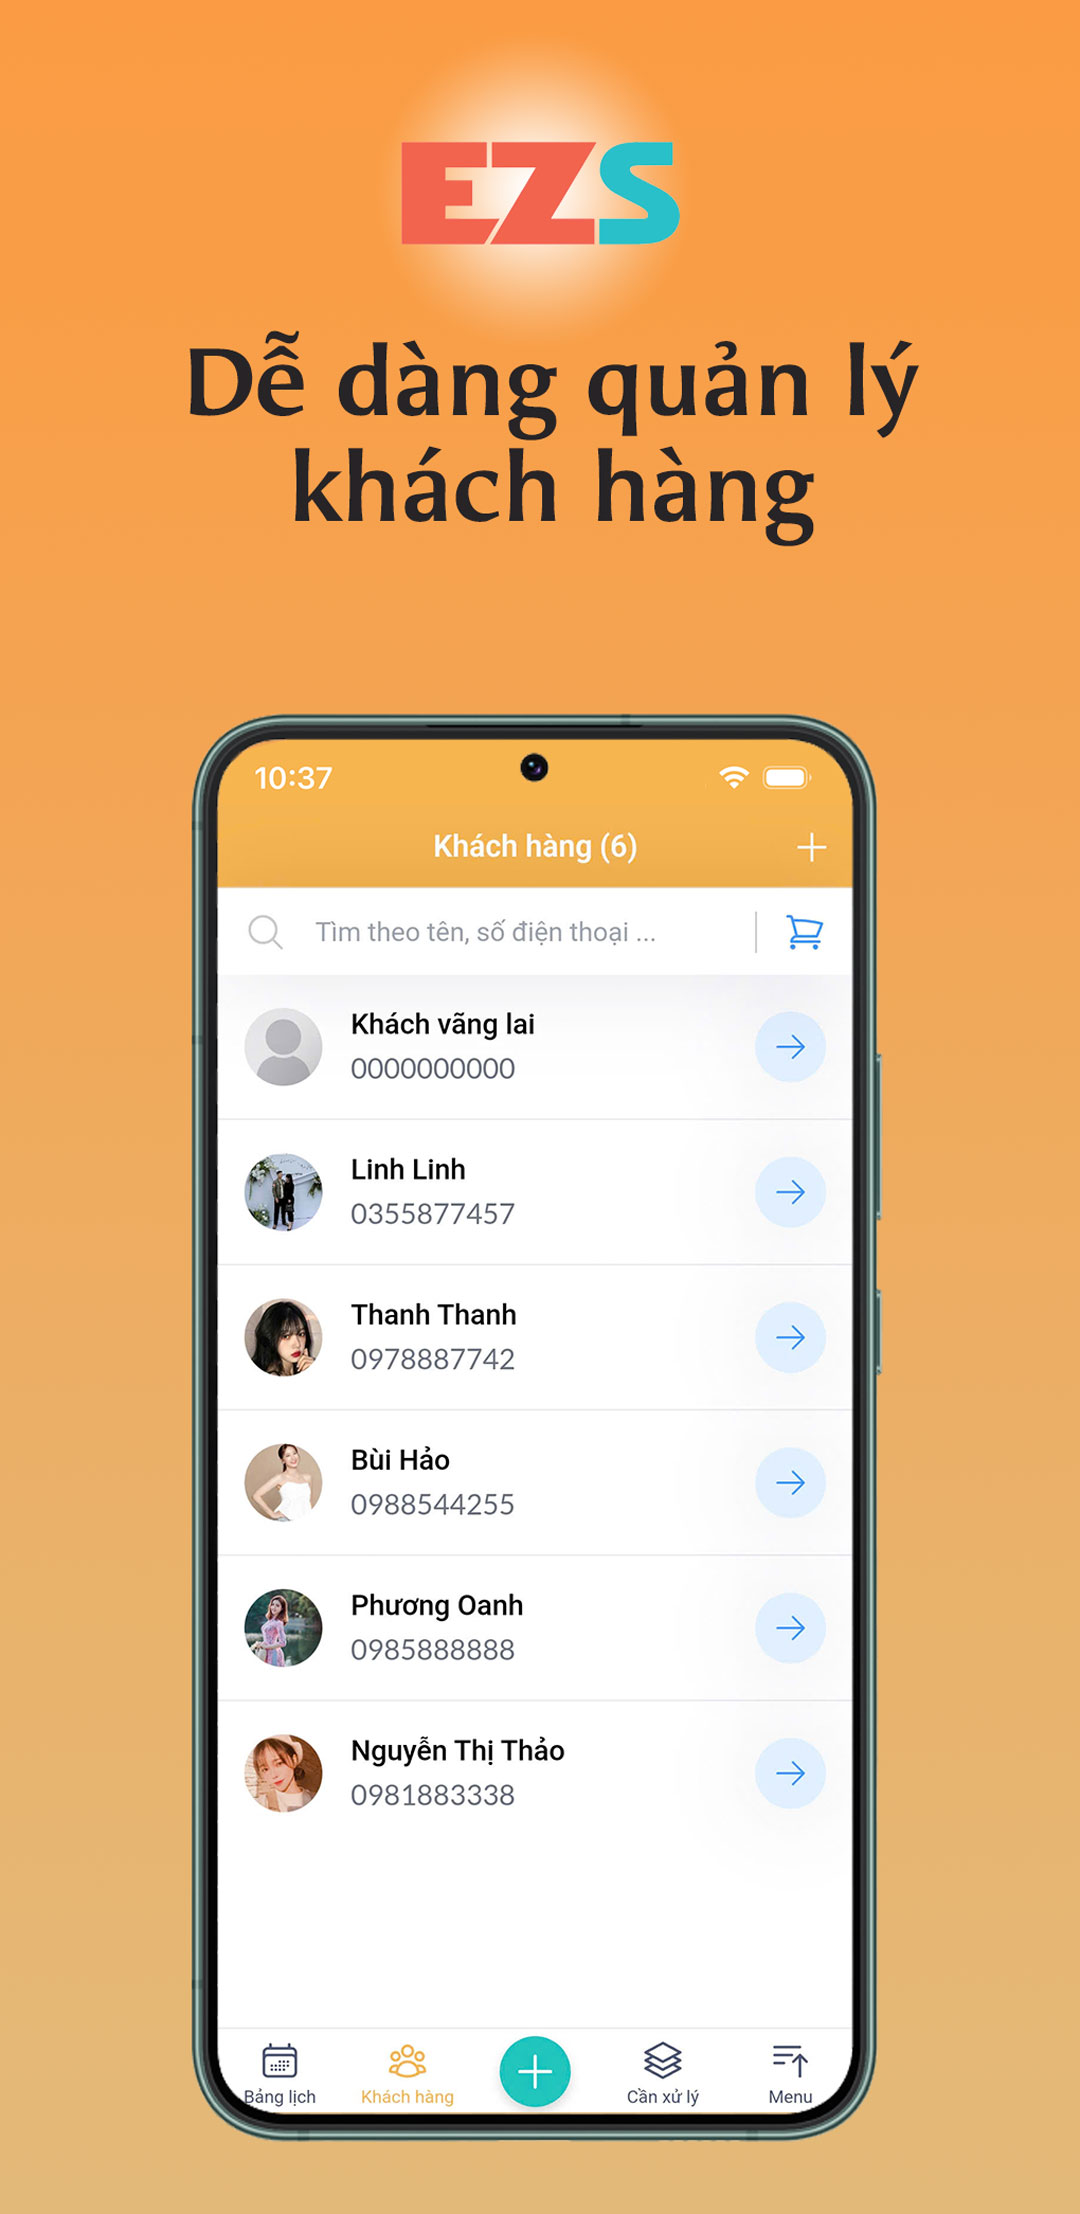 EZS
Dễ dàng quản lý
khách hàng
10:37
Khách hàng (6)
Tìm theo tên, số điện thoại ...
Khách vãng lai
0000000000
Linh Linh
0355877457
Thanh Thanh
0978887742
Bùi Hảo
0988544255
Phương Oanh
0985888888
Nguyễn Thị Thảo
0981883338
Bảng lịch
Khách hàng
Cần xử lý
Menu